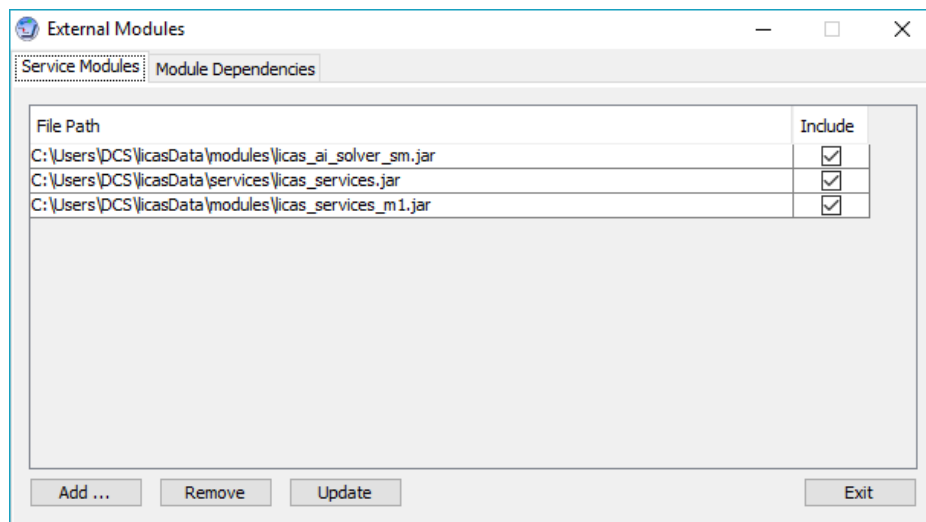 External Modules
Service Modules Module Dependencies
File Path Include
C:\Users\DCS\licasData\modules\licas_ai_solver_sm.jar
C:\Users\DCS\licasData\services\licas_services.jar
C:\Users\DCS\licasData\modules\licas_services_m1.jar
Add ... Remove Update Exit